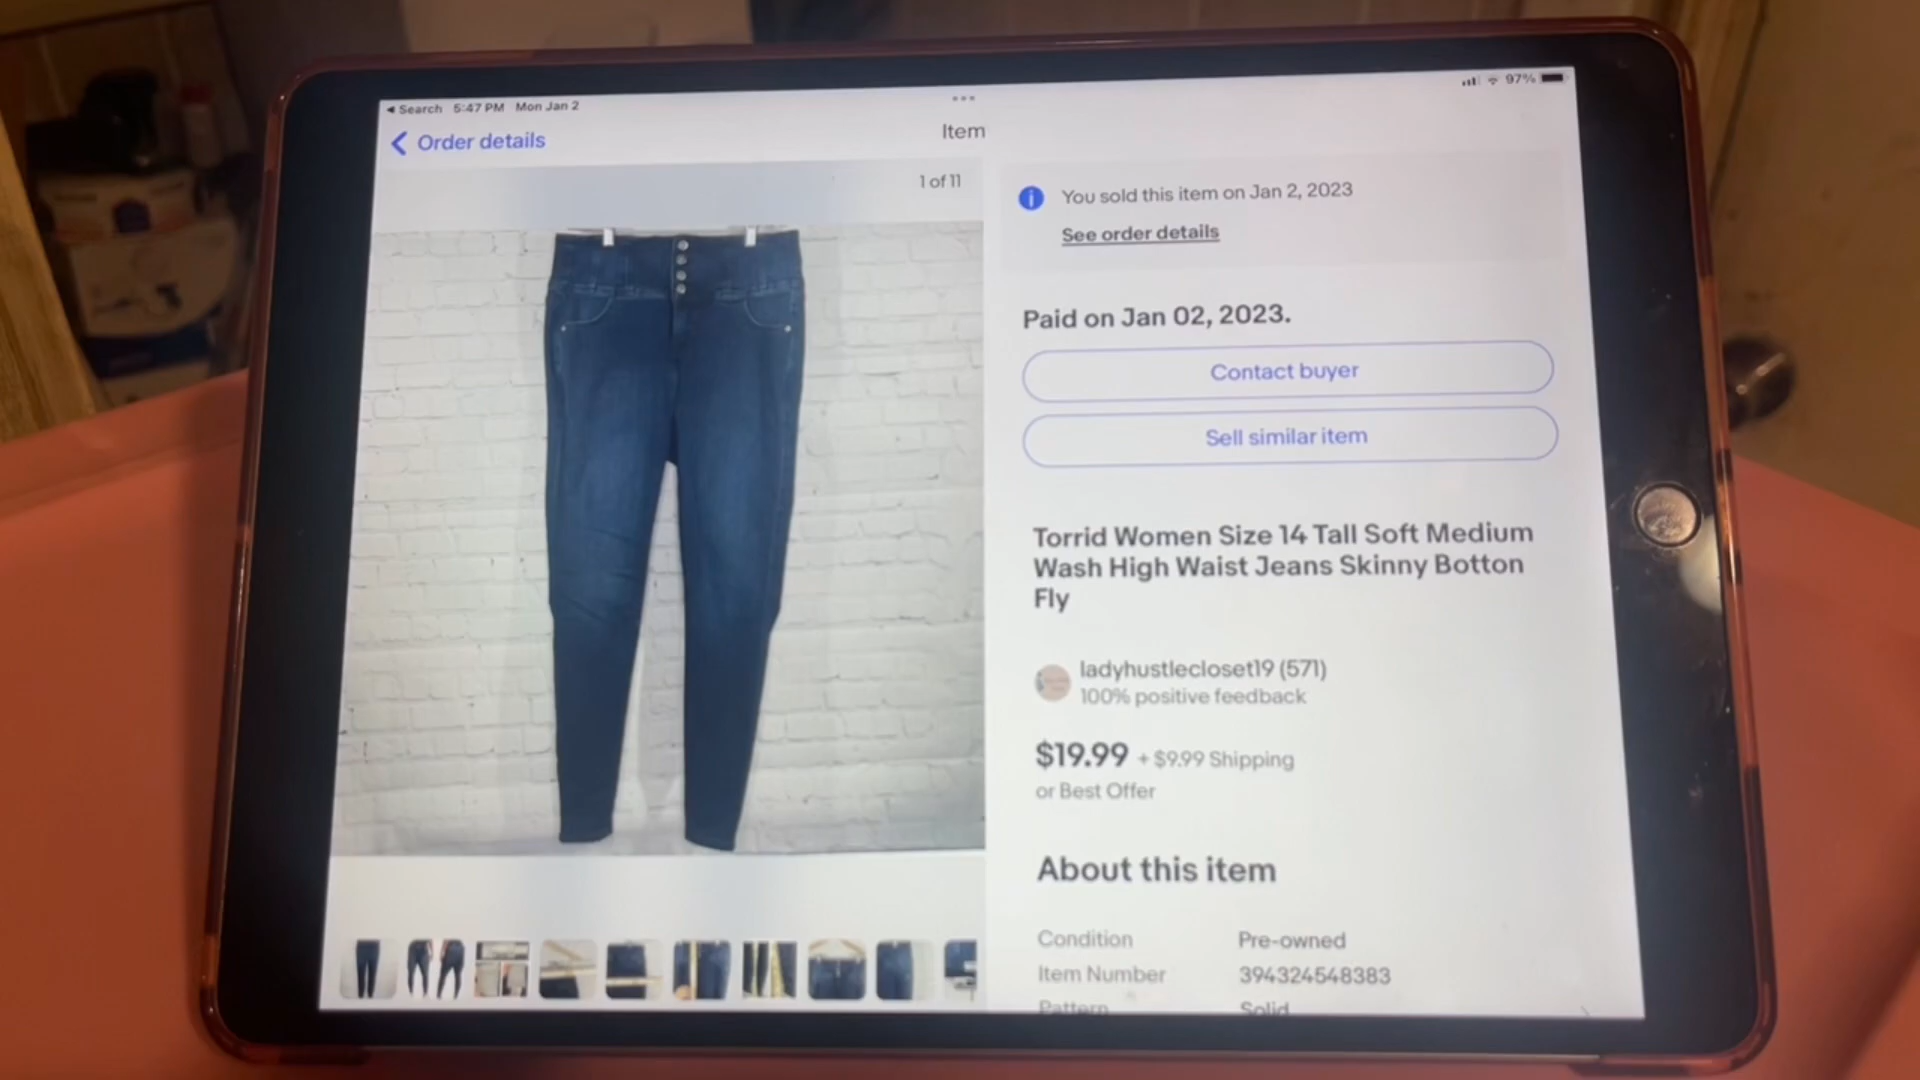 ◀ Search 5:47 PM Mon Jan 2
97%
Order details
Item
1 of 11
You sold this item on Jan 2, 2023
See order details
Paid on Jan 02, 2023.
Contact buyer
Sell similar item
Torrid Women Size 14 Tall Soft Medium
Wash High Waist Jeans Skinny Botton
Fly
ladyhustlecloset19 (571)
100% positive feedback
$19.99 + $9.99 Shipping
or Best Offer
About this item
Condition Pre-owned
Item Number 394324548383
Pattern Solid